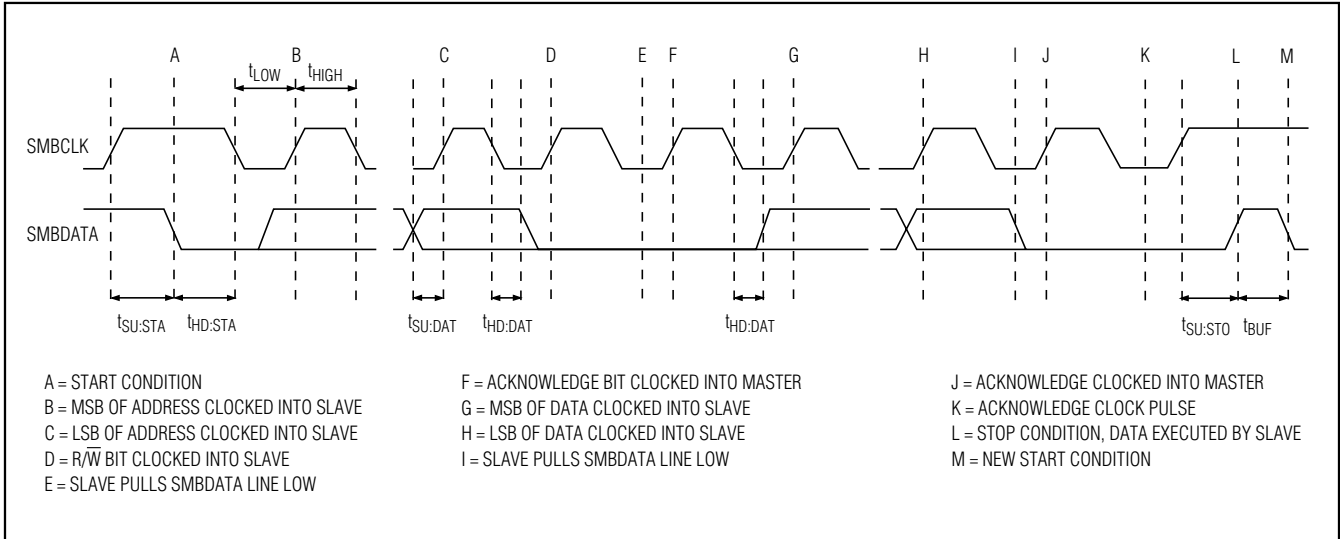 A B C D E F G H I J K L M
tLOW tHIGH
SMBCLK
SMBDATA
tSU:STA tHD:STA tSU:DAT tHD:DAT tHD:DAT tSU:STO tBUF
A = START CONDITION
B = MSB OF ADDRESS CLOCKED INTO SLAVE
C = LSB OF ADDRESS CLOCKED INTO SLAVE
D = R/W̅ BIT CLOCKED INTO SLAVE
E = SLAVE PULLS SMBDATA LINE LOW
F = ACKNOWLEDGE BIT CLOCKED INTO MASTER
G = MSB OF DATA CLOCKED INTO SLAVE
H = LSB OF DATA CLOCKED INTO SLAVE
I = SLAVE PULLS SMBDATA LINE LOW
J = ACKNOWLEDGE CLOCKED INTO MASTER
K = ACKNOWLEDGE CLOCK PULSE
L = STOP CONDITION, DATA EXECUTED BY SLAVE
M = NEW START CONDITION